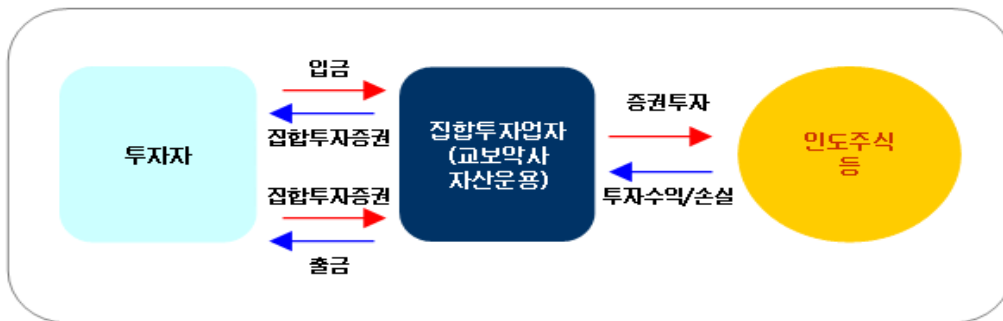 입금
집합투자증권
투자자
집합투자증권
출금
집합투자업자
(교보악사
자산운용)
증권투자
투자수익/손실
인도주식
등